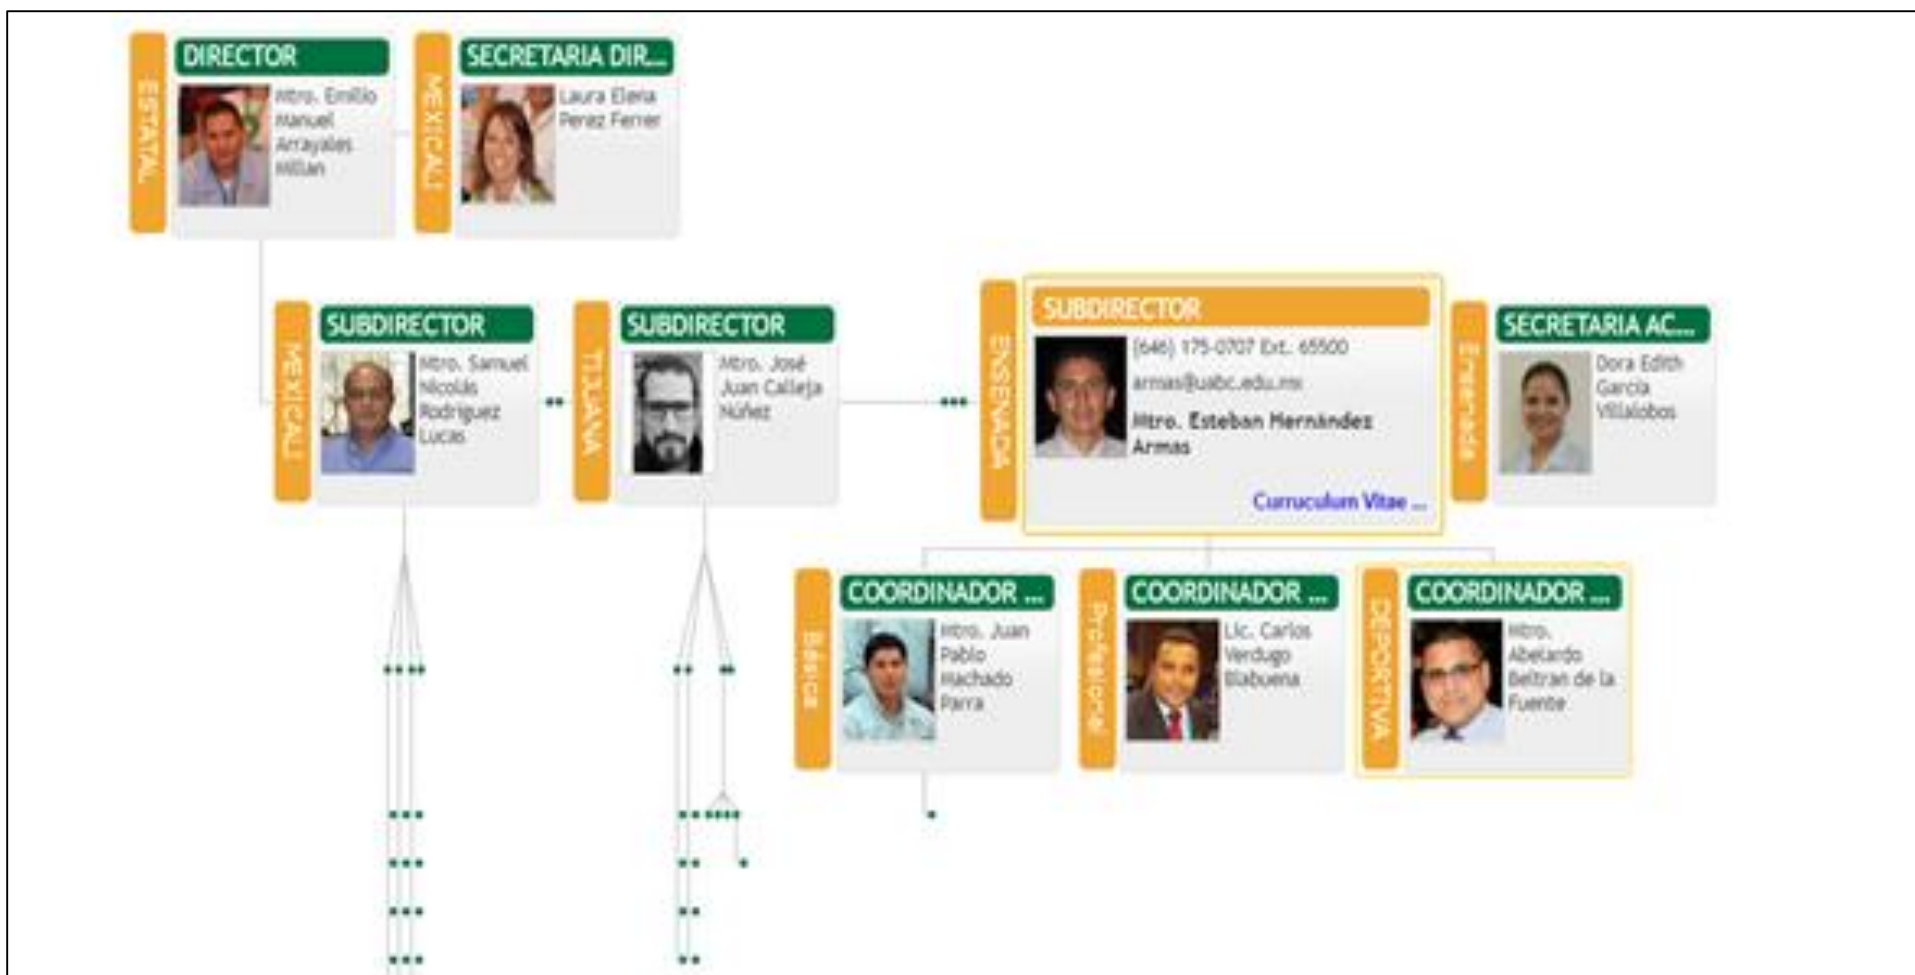 ESTATAL
DIRECTOR
Mtro. Emilio
Manuel
Arrayales
Millan
MEXICALI
SECRETARIA DIR...
Laura Elena
Perez Ferrer
MEXICALI
SUBDIRECTOR
Mtro. Samuel
Nicolás
Rodriguez
Lucas
TIJUANA
SUBDIRECTOR
Mtro. José
Juan Calleja
Núñez
ENSENADA
SUBDIRECTOR
(646) 175-0707 Ext. 65500
armas@uabc.edu.mx
Mtro. Esteban Hernández
Armas
Curruculum Vitae ...
Ensenada
SECRETARIA AC...
Dora Edith
García
Villalobos
Básica
COORDINADOR ...
Mtro. Juan
Pablo
Machado
Parra
Profesional
COORDINADOR ...
Lic. Carlos
Verdugo
Blabuena
DEPORTIVA
COORDINADOR ...
Mtro.
Abelardo
Beltran de la
Fuente